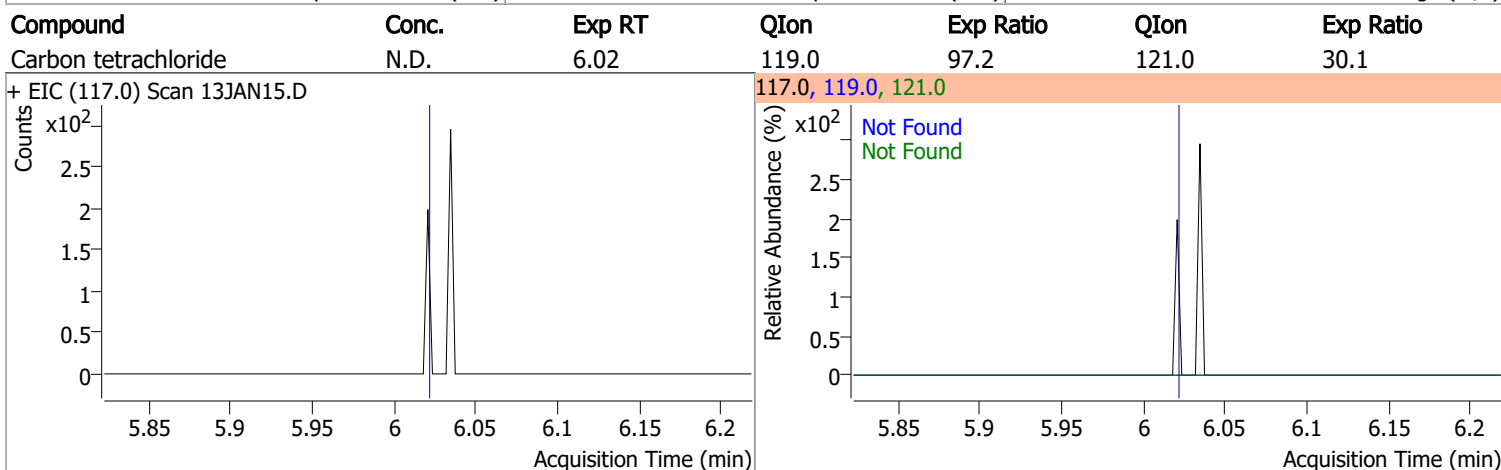 Compound Conc. Exp RT QIon Exp Ratio QIon Exp Ratio
Carbon tetrachloride N.D. 6.02 119.0 97.2 121.0 30.1
+ EIC (117.0) Scan 13JAN15.D
Counts
x10²
2.5
2
1.5
1
0.5
0
5.85 5.9 5.95 6 6.05 6.1 6.15 6.2
Acquisition Time (min)
117.0, 119.0, 121.0
Relative Abundance (%)
x10²
Not Found
Not Found
2.5
2
1.5
1
0.5
0
5.85 5.9 5.95 6 6.05 6.1 6.15 6.2
Acquisition Time (min)